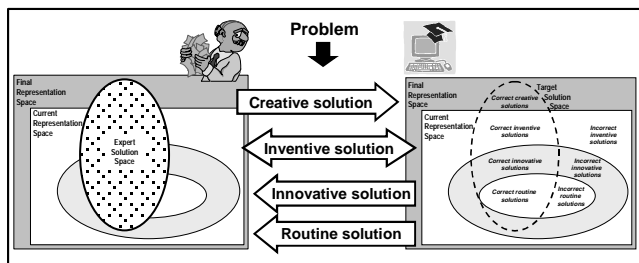 Problem
Final
Representation
Space
Current
Representation
Space
Expert
Solution
Space
Creative solution
Inventive solution
Innovative solution
Routine solution
Final
Representation
Space
Target
Solution
Space
Current
Representation
Space
Correct creative
solutions
Correct inventive
solutions
Incorrect
inventive
solutions
Correct innovative
solutions
Incorrect
innovative
solutions
Correct routine
solutions
Incorrect
routine
solutions